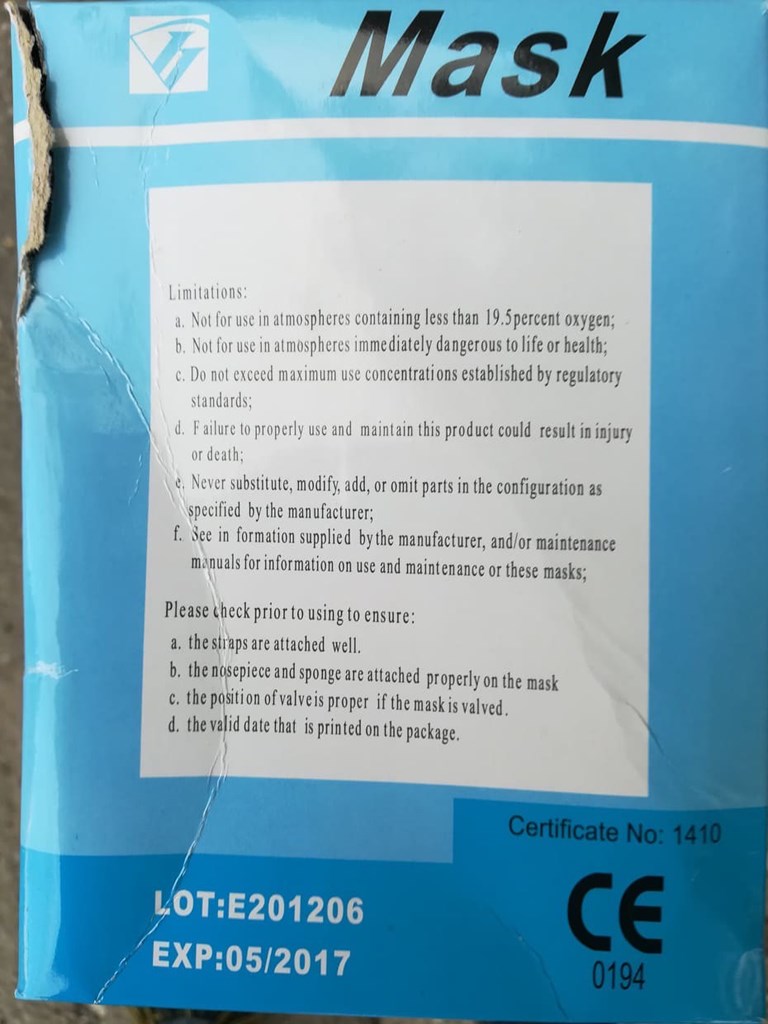 Mask
Limitations:
a. Not for use in atmospheres containing less than 19.5percent oxygen;
b. Not for use in atmospheres immediately dangerous to life or health;
c. Do not exceed maximum use concentrations established by regulatory
standards;
d. F ailure to properly use and maintain this product could result in injury
or death;
e. Never substitute, modify, add, or omit parts in the configuration as
specified by the manufacturer;
f. See in formation supplied by the manufacturer, and/or maintenance
manuals for information on use and maintenance or these masks;
Please check prior to using to ensure:
a. the straps are attached well.
b. the nosepiece and sponge are attached properly on the mask
c. the position of valve is proper if the mask is valved.
d. the valid date that is printed on the package.
Certificate No: 1410
LOT:E201206
EXP:05/2017
CE
0194